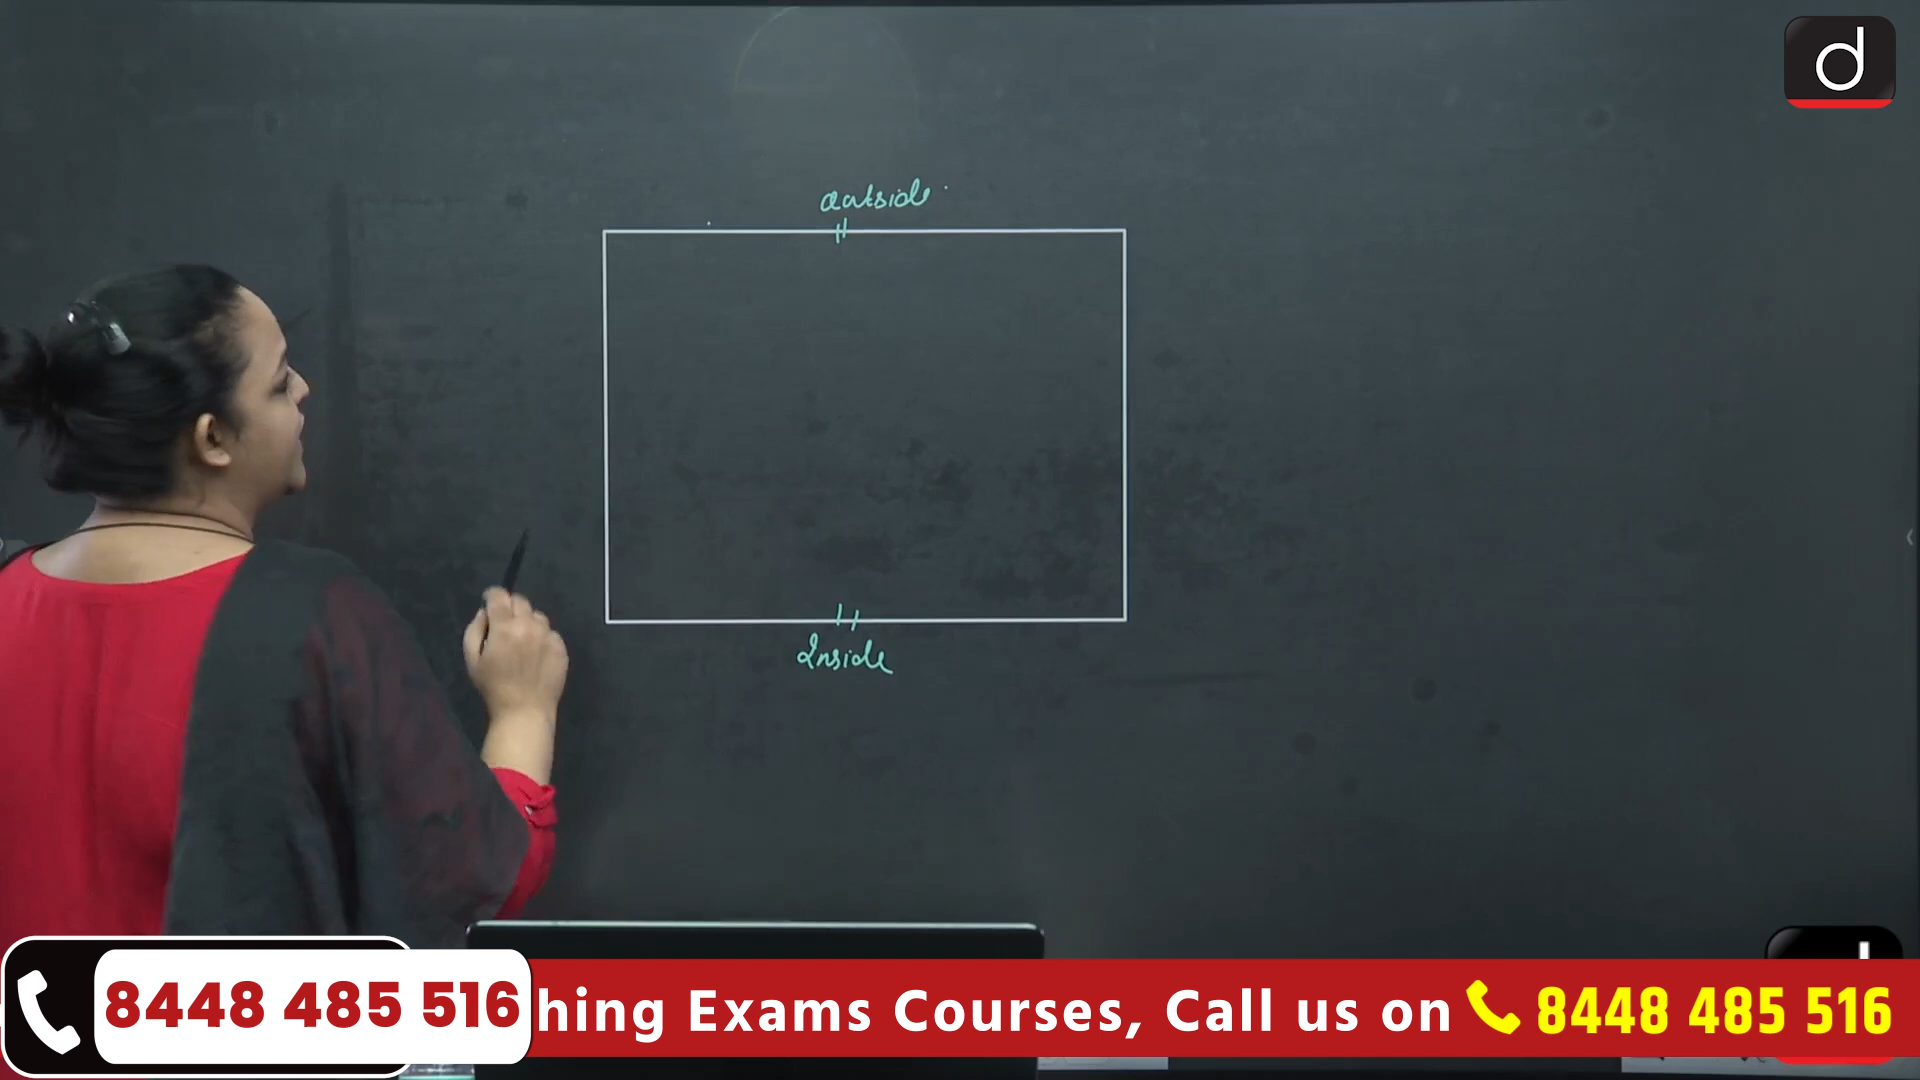 d
outside
Inside
8448 485 516
hing Exams Courses, Call us on 8448 485 516